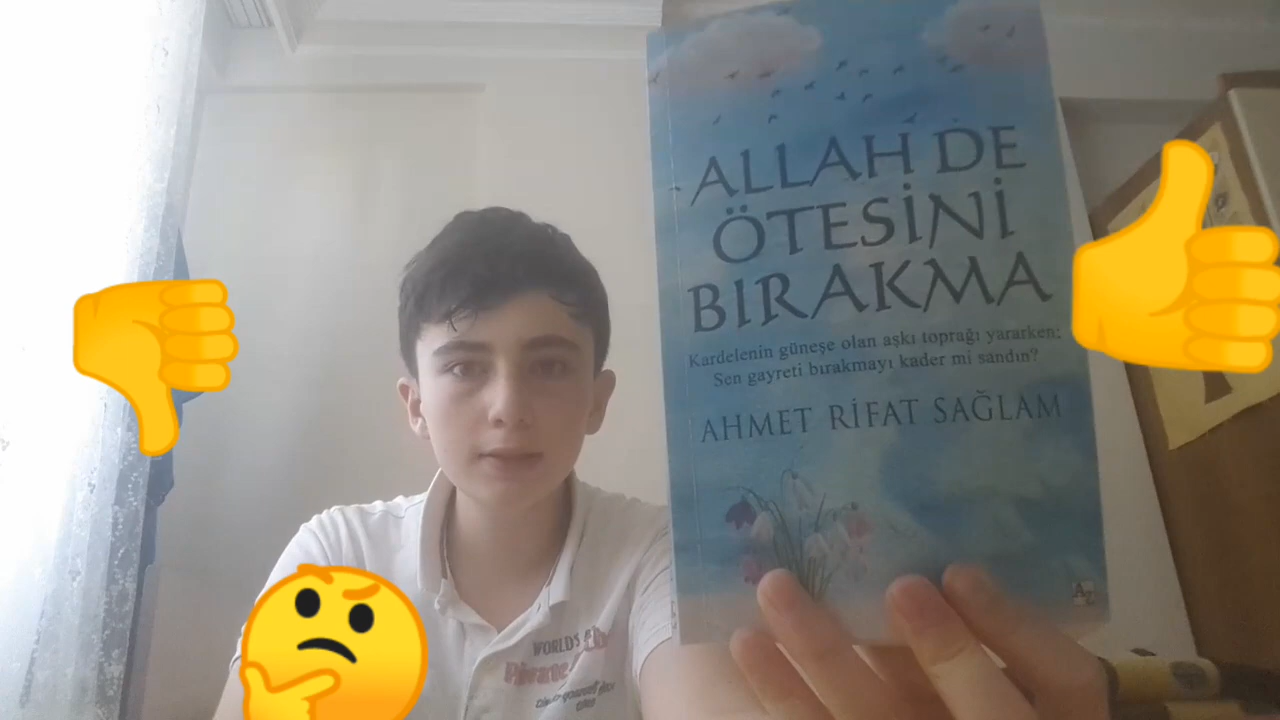 ALLAH DE
ÖTESİNİ
BIRAKMA
Kardelenin güneşe olan aşkı toprağı yararken;
Sen gayreti bırakmayı kader mi sandın?
AHMET RİFAT SAĞLAM
WORLD'S